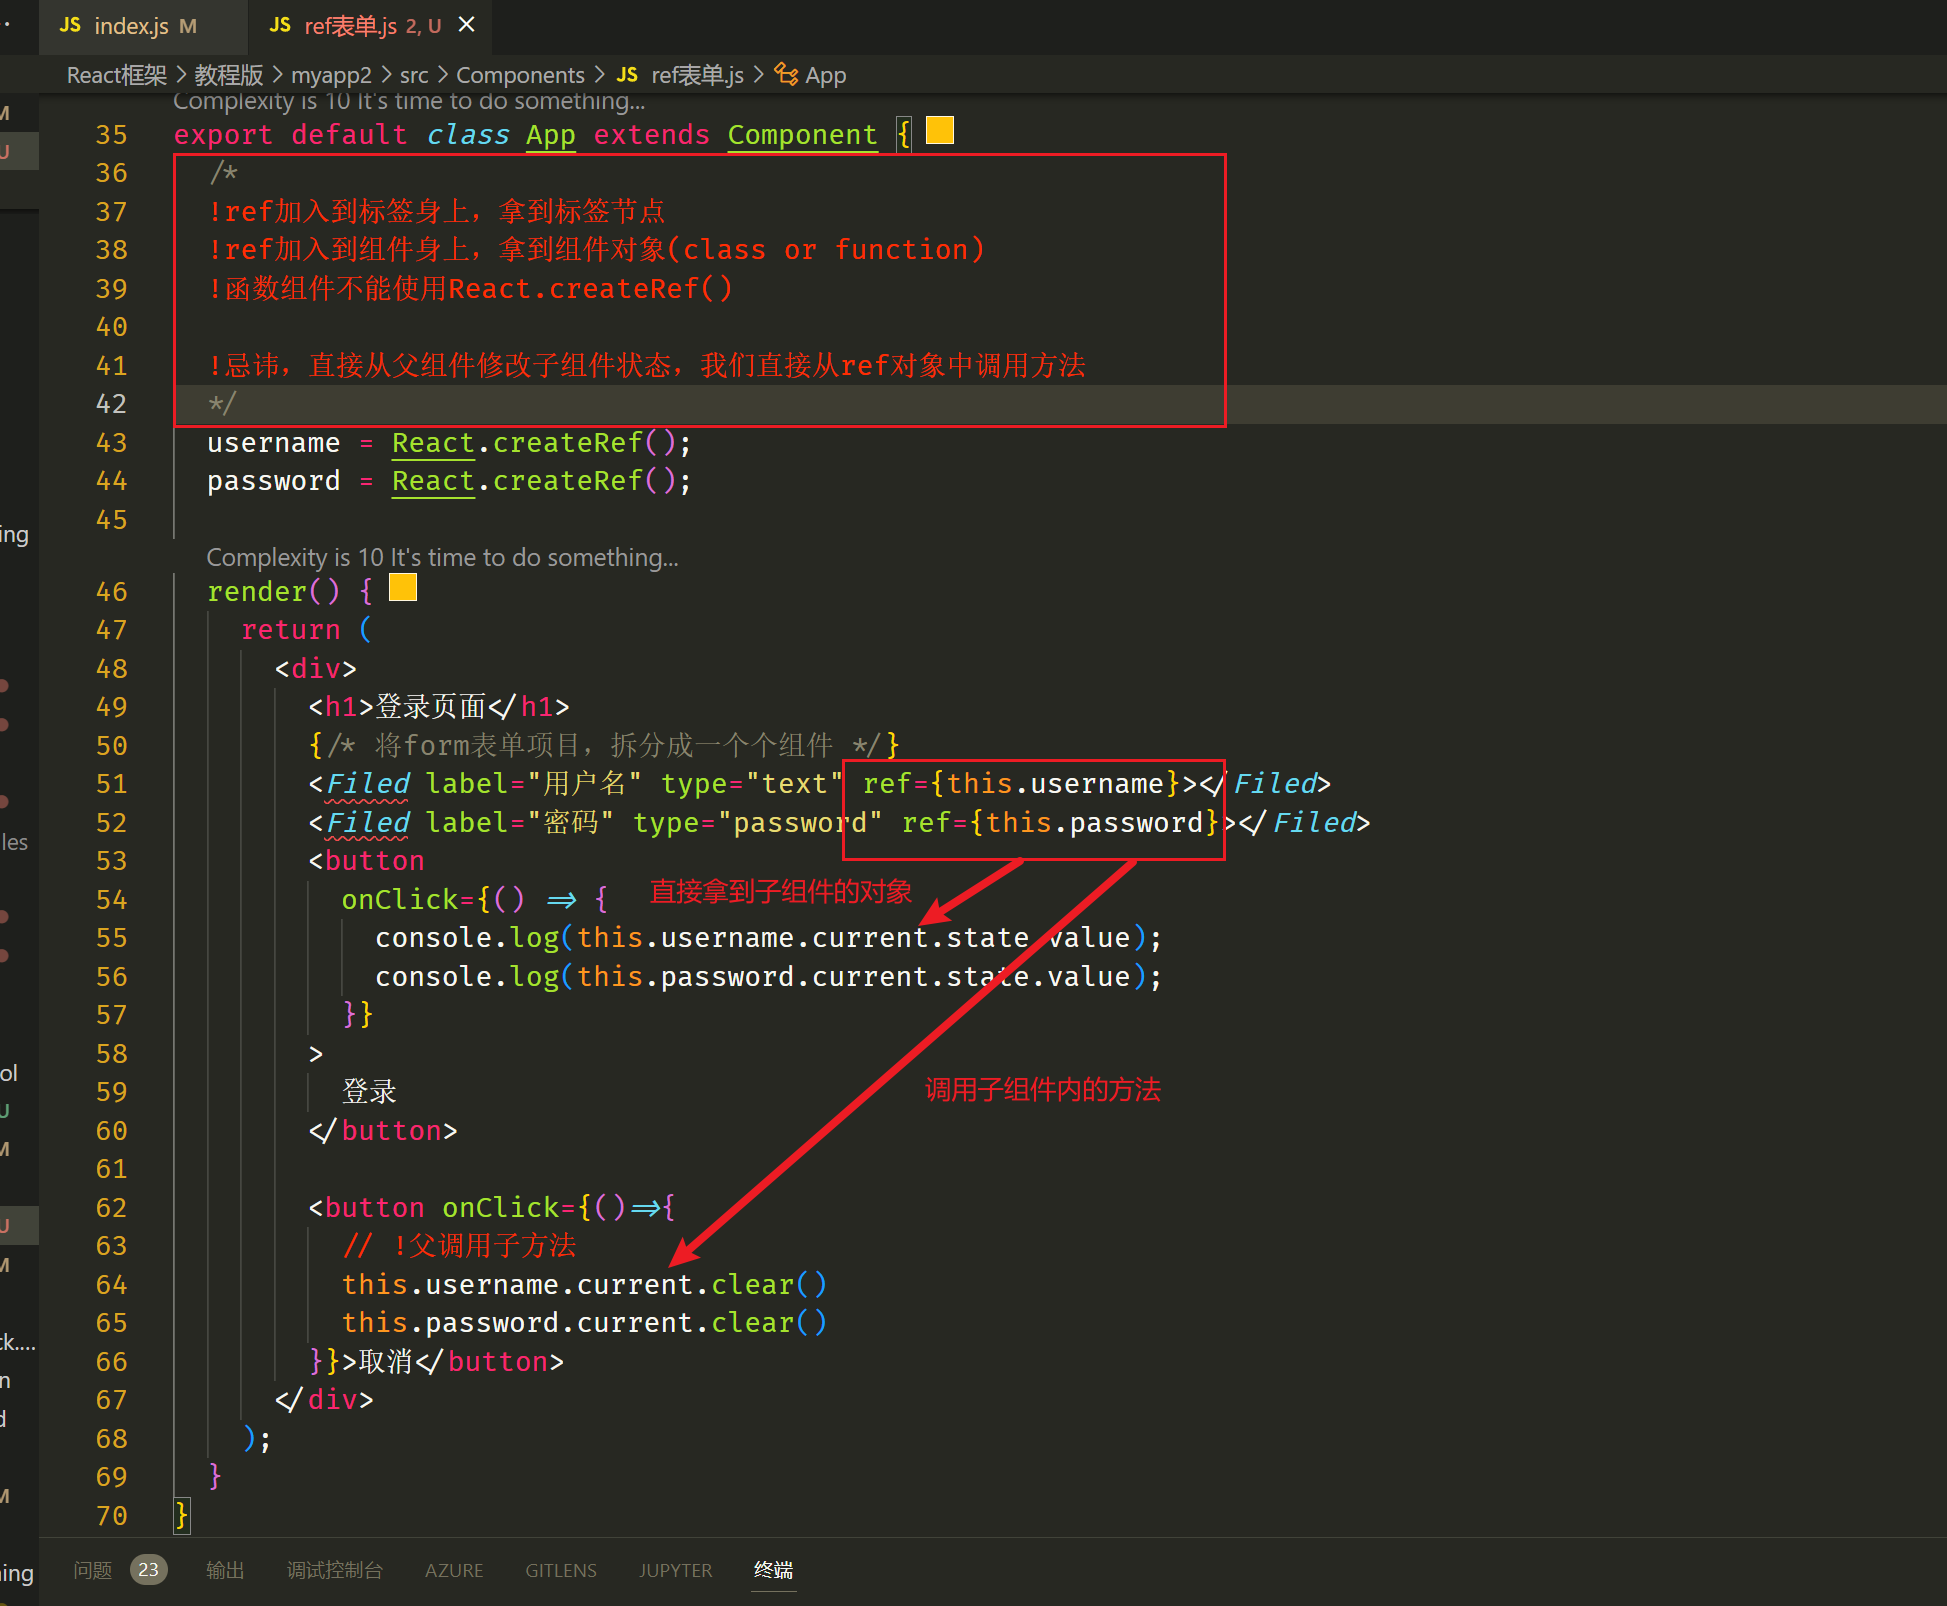 JS index.js M JS ref表单.js 2, U
React框架 > 教程版 > myapp2 > src > Components > JS ref表单.js > App
Complexity is 10 It's time to do something...
35 export default class App extends Component {
36 /*
37 !ref加入到标签身上，拿到标签节点
38 !ref加入到组件身上，拿到组件对象(class or function)
39 !函数组件不能使用React.createRef()
40
41 !忌讳，直接从父组件修改子组件状态，我们直接从ref对象中调用方法
42 */
43 username = React.createRef();
44 password = React.createRef();
45
Complexity is 10 It's time to do something...
46 render() {
47 return (
48 <div>
49 <h1>登录页面</h1>
50 {/* 将form表单项目，拆分成一个个组件 */}
51 <Filed label="用户名" type="text" ref={this.username}></Filed>
52 <Filed label="密码" type="password" ref={this.password}></Filed>
53 <button
54 onClick={() => {
直接拿到子组件的对象
55 console.log(this.username.current.state.value);
56 console.log(this.password.current.state.value);
57 }}
58 >
59 登录
调用子组件内的方法
60 </button>
61
62 <button onClick={()=>{
63 // !父调用子方法
64 this.username.current.clear()
65 this.password.current.clear()
66 }}>取消</button>
67 </div>
68 );
69 }
70 }
问题 23 输出 调试控制台 AZURE GITLENS JUPYTER 终端